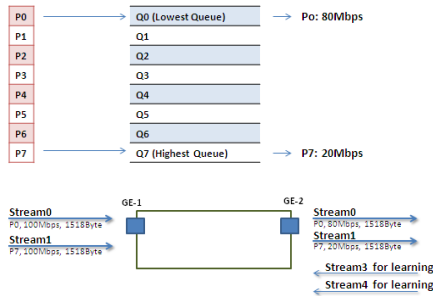 P0
Q0 (Lowest Queue)
Po: 80Mbps
P1
Q1
P2
Q2
P3
Q3
P4
Q4
P5
Q5
P6
Q6
P7
Q7 (Highest Queue)
P7: 20Mbps
GE-1
GE-2
Stream0
P0, 100Mbps, 1518Byte
Stream1
P7, 100Mbps, 1518Byte
Stream0
P0, 80Mbps, 1518Byte
Stream1
P7, 20Mbps, 1518Byte
Stream3 for learning
Stream4 for learning